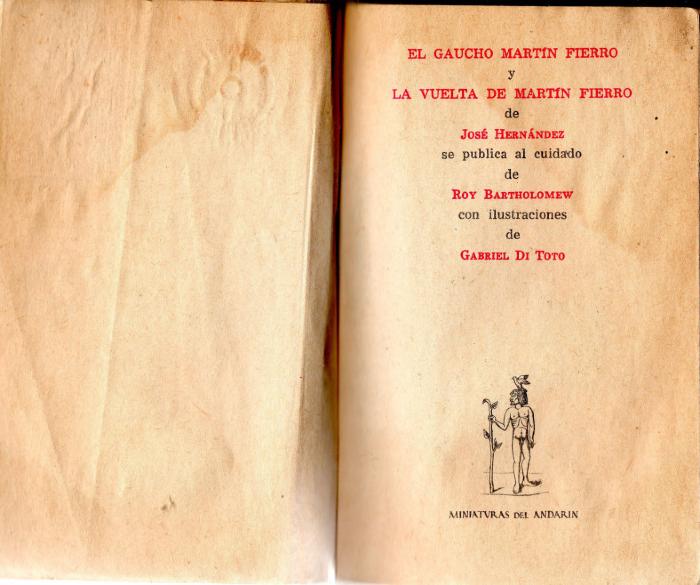 EL GAUCHO MARTÍN FIERRO
y
LA VUELTA DE MARTÍN FIERRO
de
JOSÉ HERNÁNDEZ
se publica al cuidado
de
ROY BARTHOLOMEW
con ilustraciones
de
GABRIEL DI TOTO
MINIATVRAS DEL ANDARIN